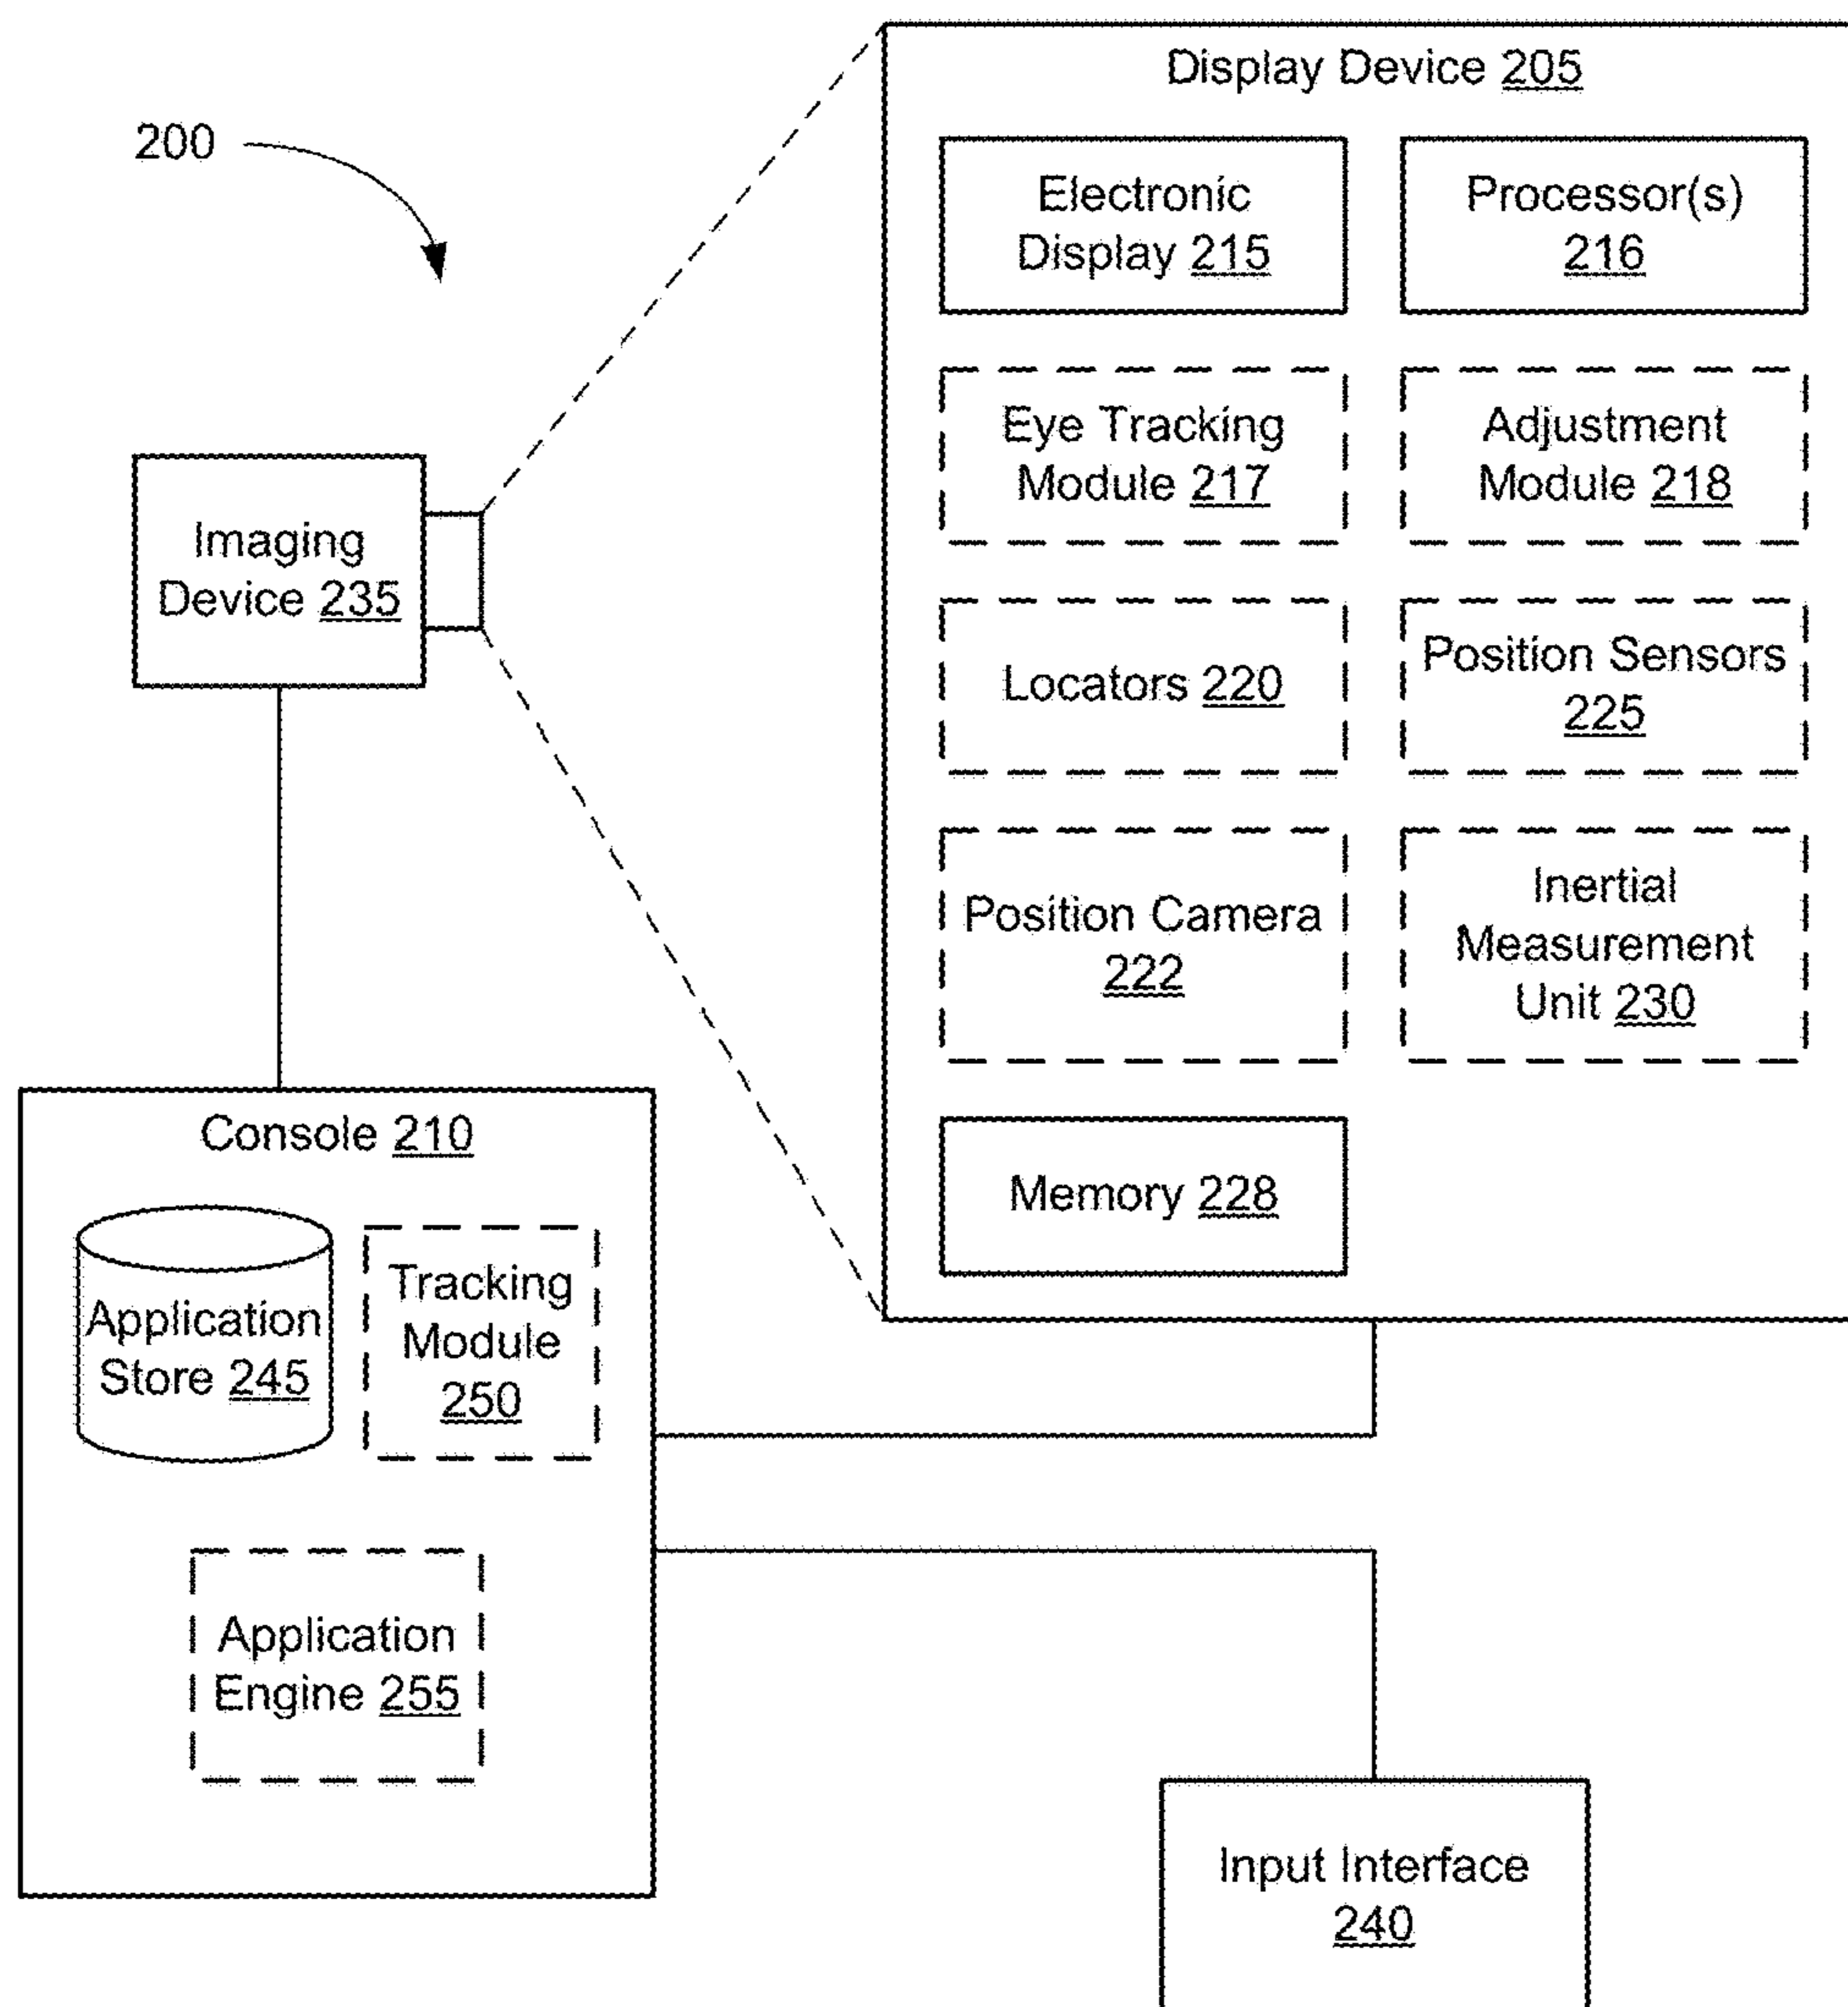 200
Display Device 205
Electronic
Display 215
Processor(s)
216
Eye Tracking
Module 217
Adjustment
Module 218
Locators 220
Position Sensors
225
Position Camera
222
Inertial
Measurement
Unit 230
Memory 228
Imaging
Device 235
Console 210
Application
Store 245
Tracking
Module
250
Application
Engine 255
Input Interface
240